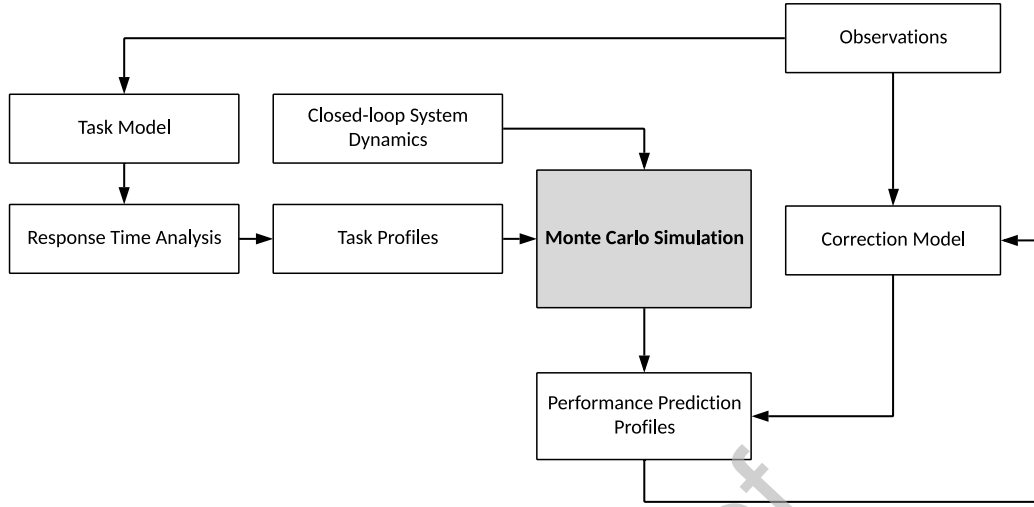 Observations
Task Model
Closed-loop System
Dynamics
Response Time Analysis
Task Profiles
Monte Carlo Simulation
Correction Model
Performance Prediction
Profiles